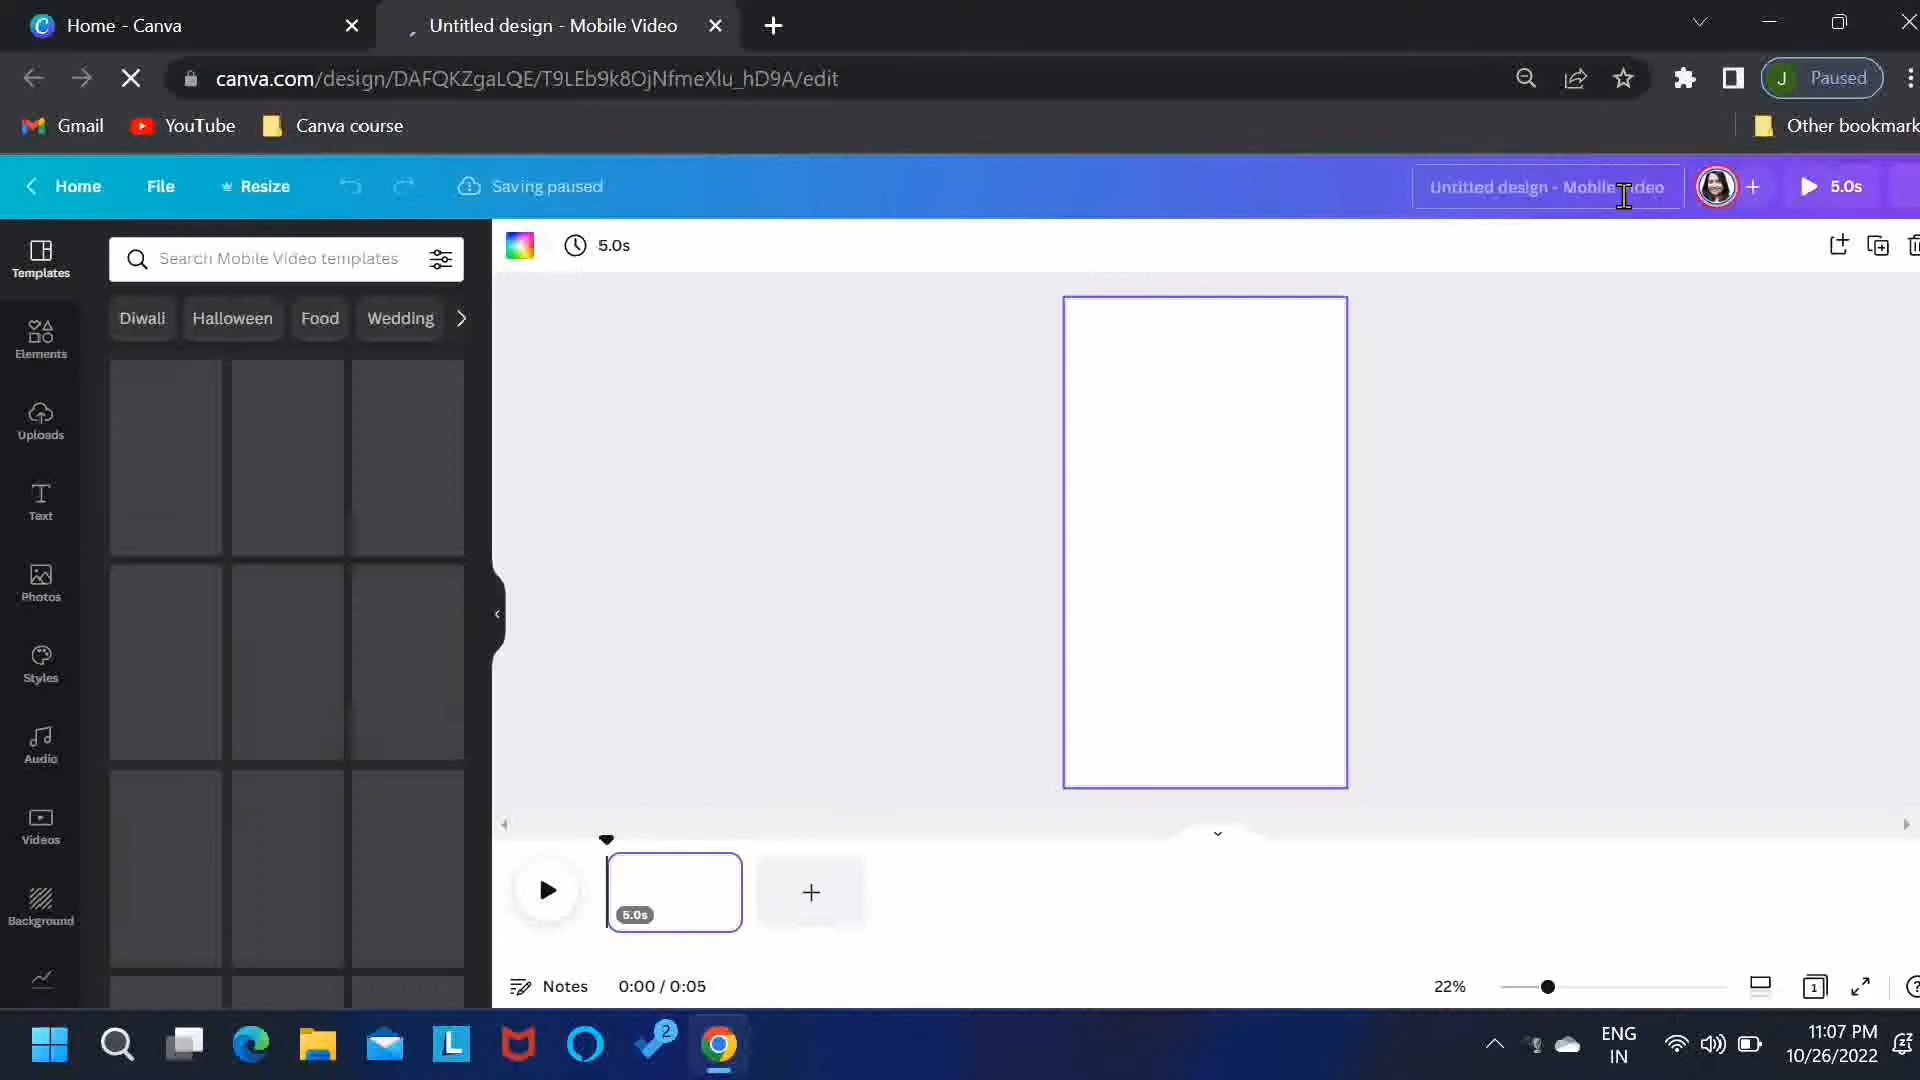 Home - Canva
Untitled design - Mobile Video
canva.com/design/DAFQKZgaLQE/T9LEb9k8OjNfmeXlu_hD9A/edit
J Paused
Gmail
YouTube
Canva course
Other bookmark
Home
File
Resize
Saving paused
Untitled design - Mobile Video
5.0s
Templates
Search Mobile Video templates
5.0s
Diwali
Halloween
Food
Wedding
Elements
Uploads
Text
Photos
Styles
Audio
Videos
Background
5.0s
Notes
0:00 / 0:05
22%
1
2
ENG
IN
11:07 PM
10/26/2022